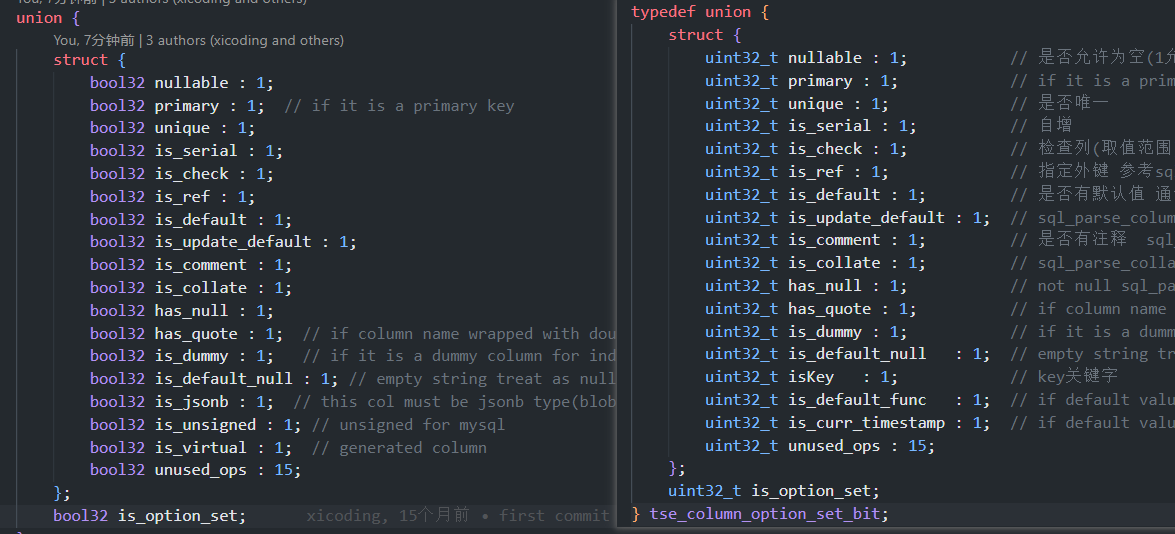 You, 7分钟前 | 3 authors (xicoding and others)
union {
You, 7分钟前 | 3 authors (xicoding and others)
struct {
bool32 nullable : 1;
bool32 primary : 1;  // if it is a primary key
bool32 unique : 1;
bool32 is_serial : 1;
bool32 is_check : 1;
bool32 is_ref : 1;
bool32 is_default : 1;
bool32 is_update_default : 1;
bool32 is_comment : 1;
bool32 is_collate : 1;
bool32 has_null : 1;
bool32 has_quote : 1;  // if column name wrapped with dou
bool32 is_dummy : 1;   // if it is a dummy column for ind
bool32 is_default_null : 1; // empty string treat as null
bool32 is_jsonb : 1;  // this col must be jsonb type(blob
bool32 is_unsigned : 1; // unsigned for mysql
bool32 is_virtual : 1;  // generated column
bool32 unused_ops : 15;
};
bool32 is_option_set;      xicoding, 15个月前 • first commit
typedef union {
struct {
uint32_t nullable : 1;           // 是否允许为空(1允
uint32_t primary : 1;            // if it is a prim
uint32_t unique : 1;             // 是否唯一
uint32_t is_serial : 1;          // 自增
uint32_t is_check : 1;           // 检查列(取值范围
uint32_t is_ref : 1;             // 指定外键 参考sq
uint32_t is_default : 1;         // 是否有默认值 通
uint32_t is_update_default : 1;  // sql_parse_colum
uint32_t is_comment : 1;         // 是否有注释  sql_
uint32_t is_collate : 1;         // sql_parse_colla
uint32_t has_null : 1;           // not null sql_pa
uint32_t has_quote : 1;          // if column name
uint32_t is_dummy : 1;           // if it is a dumm
uint32_t is_default_null   : 1;  // empty string tr
uint32_t isKey   : 1;            // key关键字
uint32_t is_default_func   : 1;  // if default valu
uint32_t is_curr_timestamp : 1;  // if default valu
uint32_t unused_ops : 15;
};
uint32_t is_option_set;
} tse_column_option_set_bit;